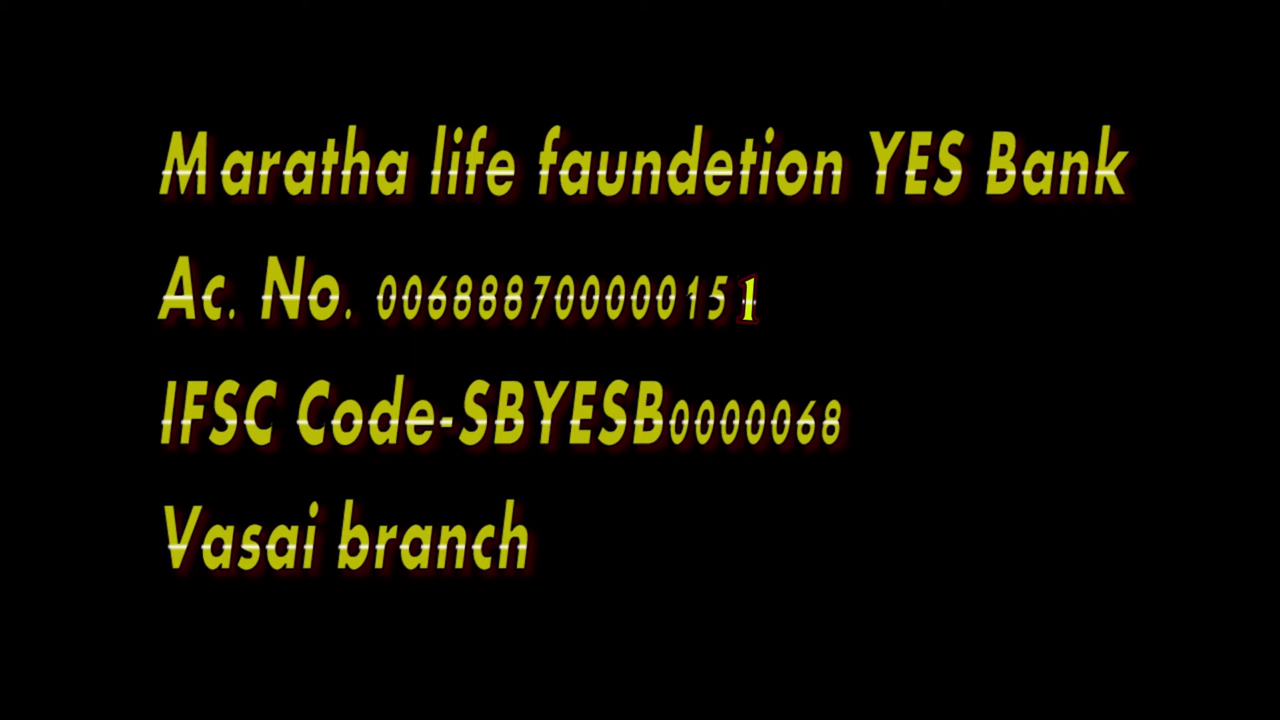 Maratha life faundetion YES Bank
Ac. No. 006888700000151
IFSC Code-SBYESB0000068
Vasai branch